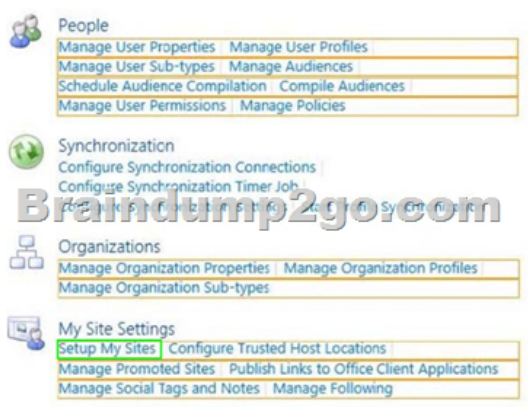 People
Manage User Properties Manage User Profiles
Manage User Sub-types Manage Audiences
Schedule Audience Compilation Compile Audiences
Manage User Permissions Manage Policies
Synchronization
Configure Synchronization Connections
Configure Synchronization Timer Job
Braindump2go.com
Organizations
Manage Organization Properties Manage Organization Profiles
Manage Organization Sub-types
My Site Settings
Setup My Sites Configure Trusted Host Locations
Manage Promoted Sites Publish Links to Office Client Applications
Manage Social Tags and Notes Manage Following